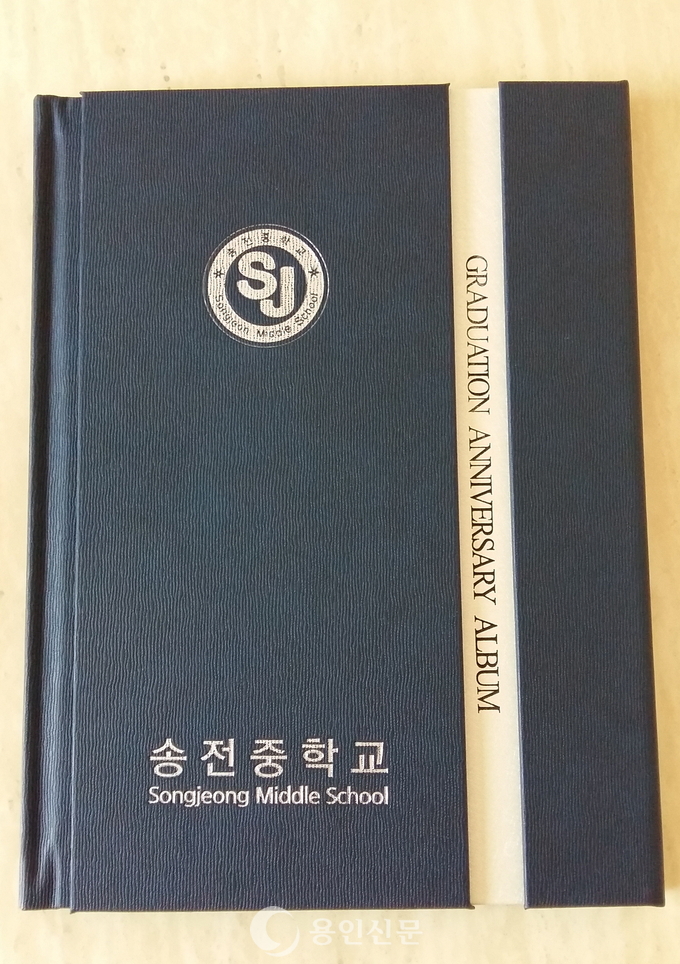 송전중학교
SJ
Songjeon Middle School
GRADUATION ANNIVERSARY ALBUM
송전중학교
Songjeong Middle School
용인신문